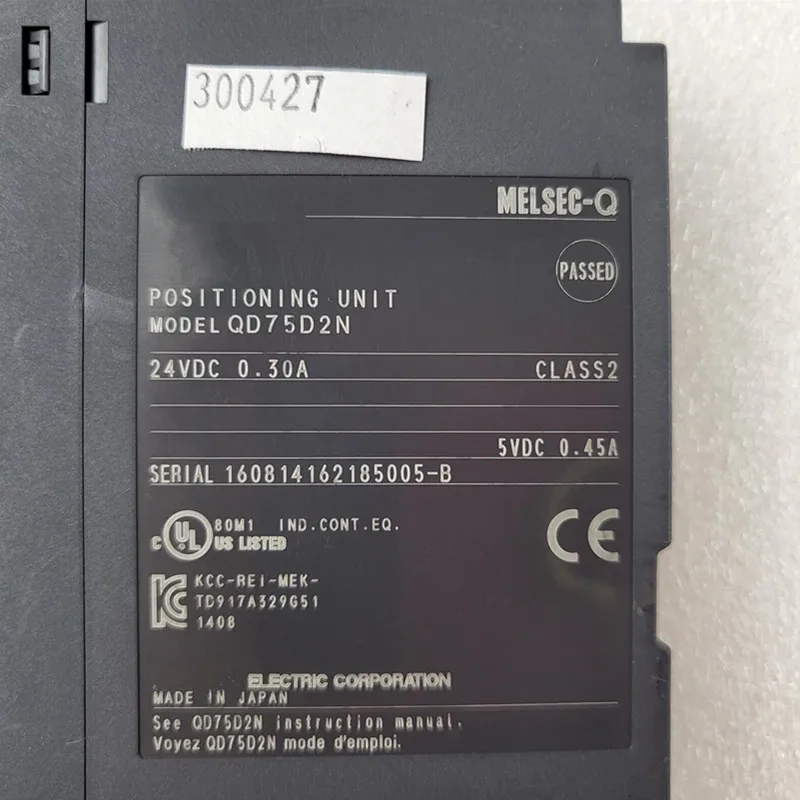 300427
MELSEC-Q
PASSED
POSITIONING UNIT
MODEL QD75D2N
24VDC 0.30A CLASS2
5VDC 0.45A
SERIAL 160814162185005-B
C UL US LISTED 80M1 IND.CONT.EQ.
CE
KCC-REI-MEK-
TD917A329G51
1408
ELECTRIC CORPORATION
MADE IN JAPAN
See QD75D2N instruction manual.
Voyez QD75D2N mode d'emploi.